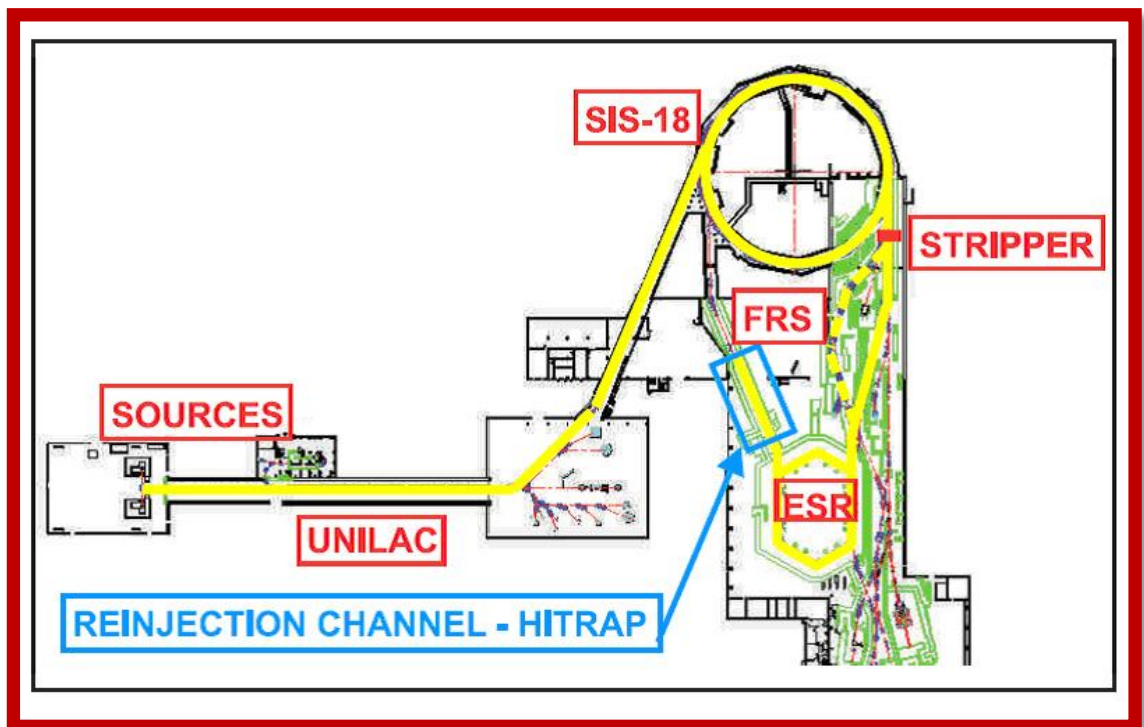 SIS-18
STRIPPER
FRS
SOURCES
ESR
UNILAC
REINJECTION CHANNEL - HITRAP